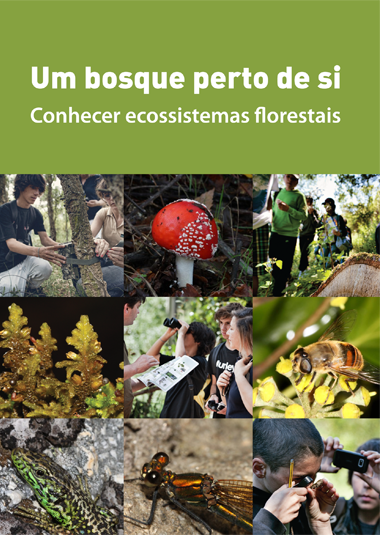 Um bosque perto de si
Conhecer ecossistemas florestais